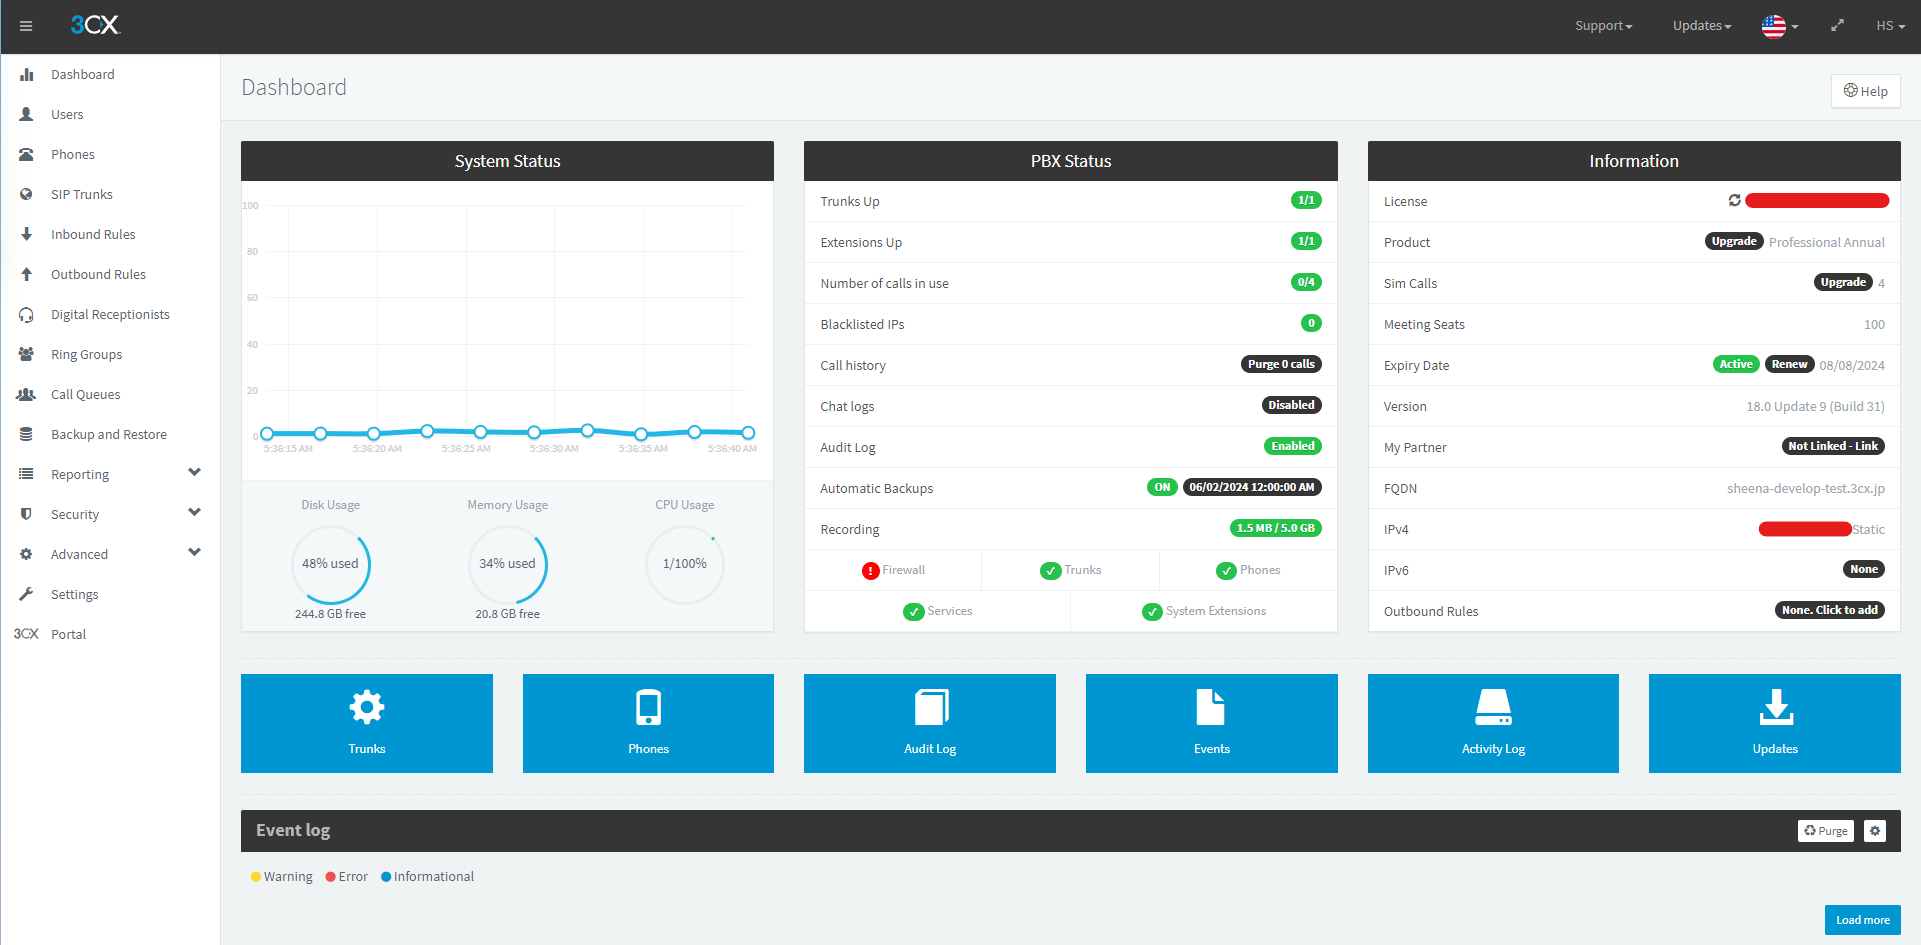 3CX
Support
Updates
HS
Dashboard
Users
Phones
SIP Trunks
Inbound Rules
Outbound Rules
Digital Receptionists
Ring Groups
Call Queues
Backup and Restore
Reporting
Security
Advanced
Settings
3CX Portal
Dashboard
Help
System Status
100
80
60
40
20
0
5:36:15 AM 5:36:20 AM 5:36:25 AM 5:36:30 AM 5:36:35 AM 5:36:40 AM
Disk Usage Memory Usage CPU Usage
48% used 34% used 1/100%
244.8 GB free 20.8 GB free
PBX Status
Trunks Up 1/1
Extensions Up 1/1
Number of calls in use 0/4
Blacklisted IPs 0
Call history Purge 0 calls
Chat logs Disabled
Audit Log Enabled
Automatic Backups ON 06/02/2024 12:00:00 AM
Recording 1.5 MB / 5.0 GB
Firewall Trunks Phones
Services System Extensions
Information
License
Product Upgrade Professional Annual
Sim Calls Upgrade 4
Meeting Seats 100
Expiry Date Active Renew 08/08/2024
Version 18.0 Update 9 (Build 31)
My Partner Not Linked - Link
FQDN sheena-develop-test.3cx.jp
IPv4 Static
IPv6 None
Outbound Rules None. Click to add
Trunks
Phones
Audit Log
Events
Activity Log
Updates
Event log
Purge
Warning Error Informational
Load more